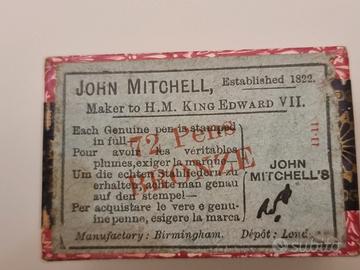 JOHN MITCHELL, Established 1822.
Maker to H.M. KING EDWARD VII.
Each Genuine pen is stamped
in full—
Pour avoir les véritables
plumes, exiger la marque
Um die echten Stahlfedern zu
erhalten, achte man genau
auf den stempel—
Per acquistare le vere e genu-
ine penne, esigere la marca
JOHN
MITCHELL'S
72 Pens
Manufactory: Birmingham. Dépôt: Lond.
subito